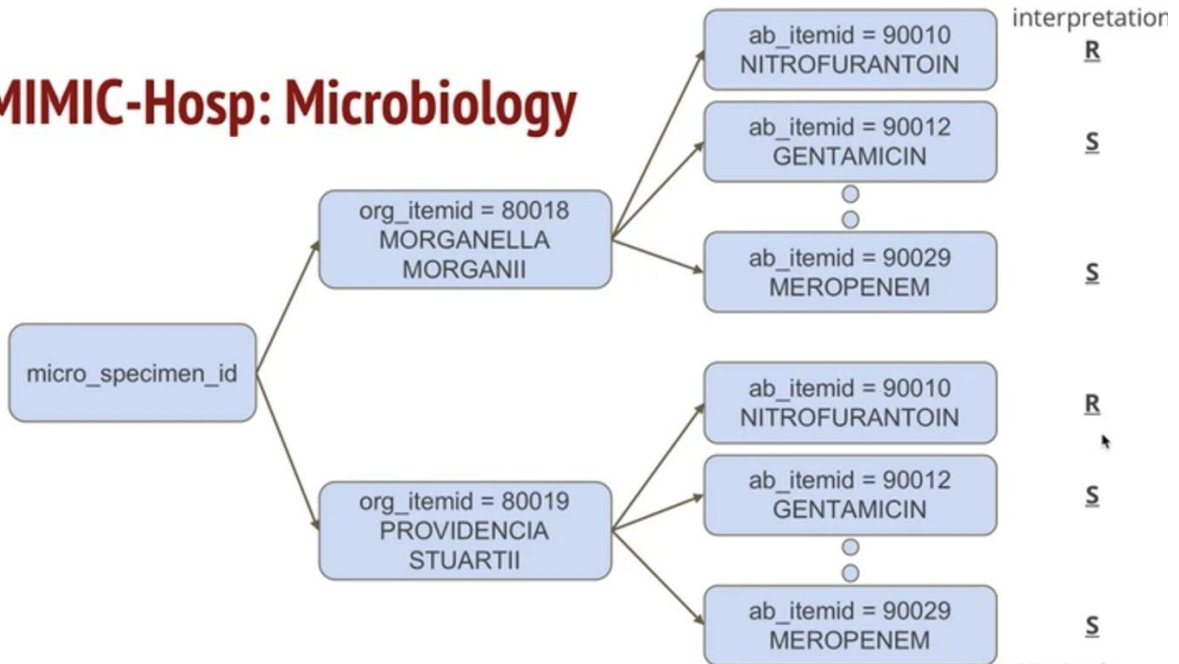 MIMIC-Hosp: Microbiology
interpretation
micro_specimen_id
org_itemid = 80018
MORGANELLA
MORGANII
ab_itemid = 90010
NITROFURANTOIN
R
ab_itemid = 90012
GENTAMICIN
S
ab_itemid = 90029
MEROPENEM
S
org_itemid = 80019
PROVIDENCIA
STUARTII
ab_itemid = 90010
NITROFURANTOIN
R
ab_itemid = 90012
GENTAMICIN
S
ab_itemid = 90029
MEROPENEM
S